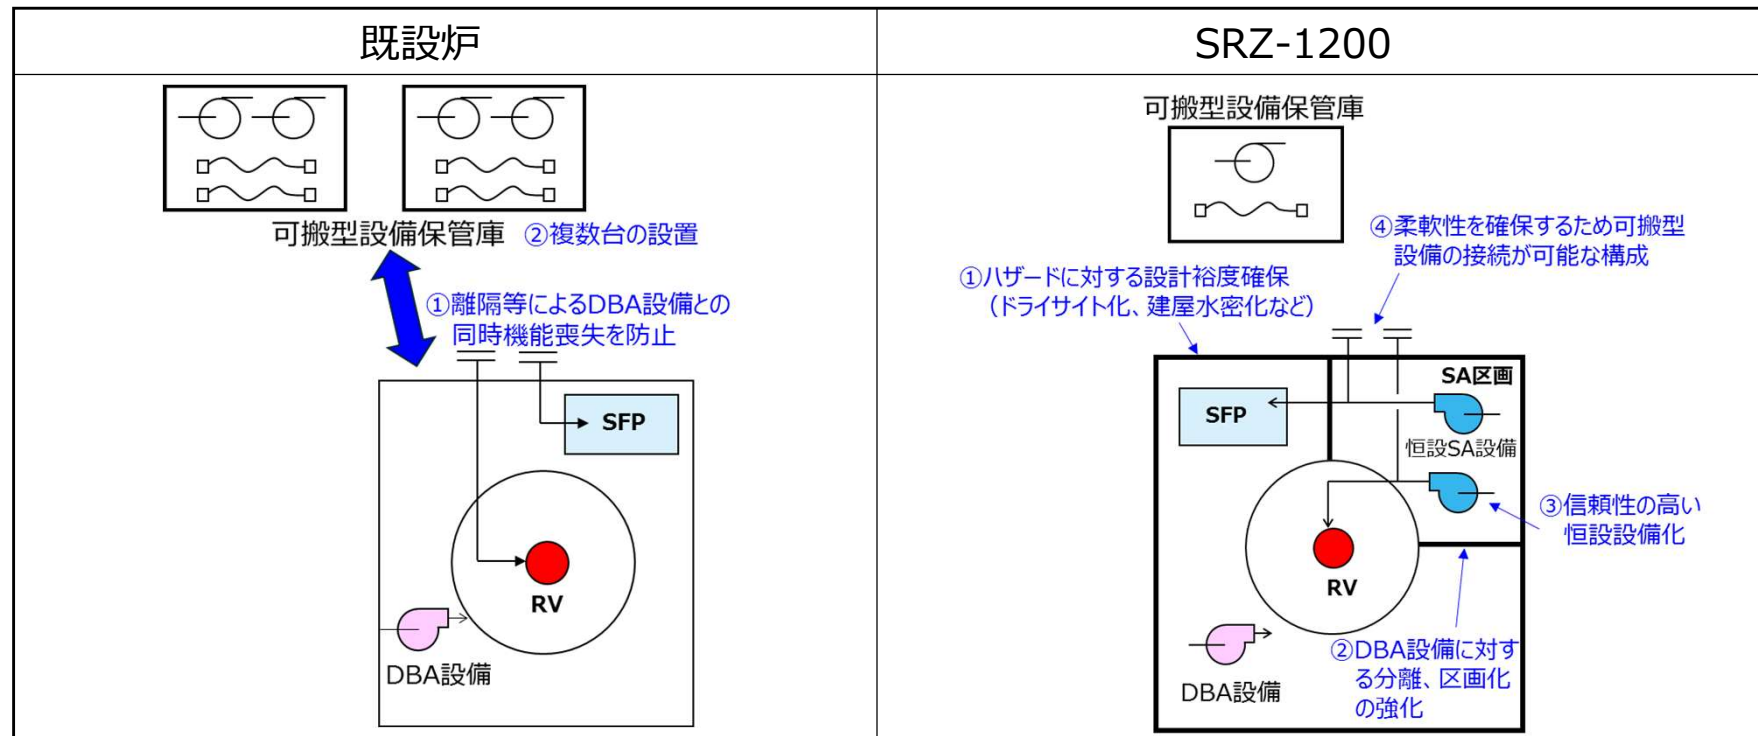 既設炉
SRZ-1200
可搬型設備保管庫
②複数台の設置
①離隔等によるDBA設備との
同時機能喪失を防止
SFP
RV
DBA設備
可搬型設備保管庫
④柔軟性を確保するため可搬型
設備の接続が可能な構成
①ハザードに対する設計裕度確保
（ドライサイト化、建屋水密化など）
SA区画
SFP
恒設SA設備
③信頼性の高い
恒設設備化
RV
②DBA設備に対す
る分離、区画化
の強化
DBA設備